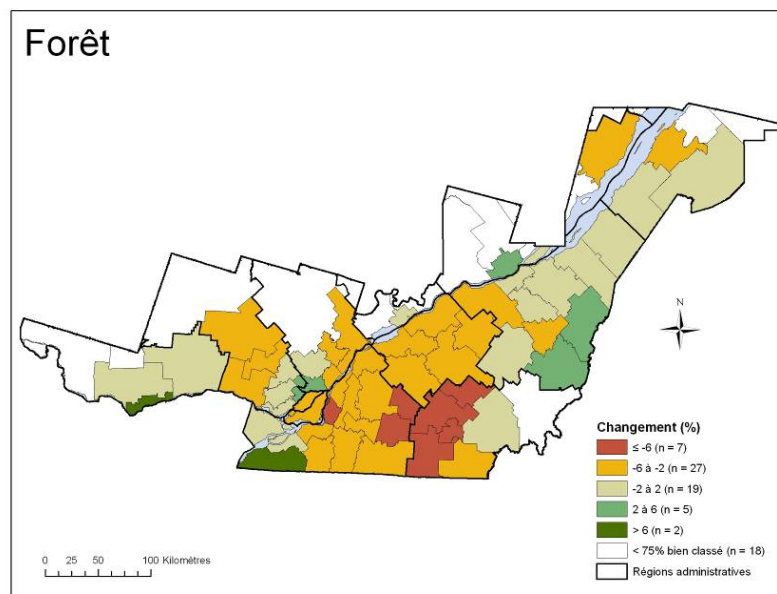 Forêt
N
Changement (%)
≤ -6 (n = 7)
-6 à -2 (n = 27)
-2 à 2 (n = 19)
2 à 6 (n = 5)
> 6 (n = 2)
< 75% bien classé (n = 18)
Régions administratives
0 25 50 100 Kilomètres